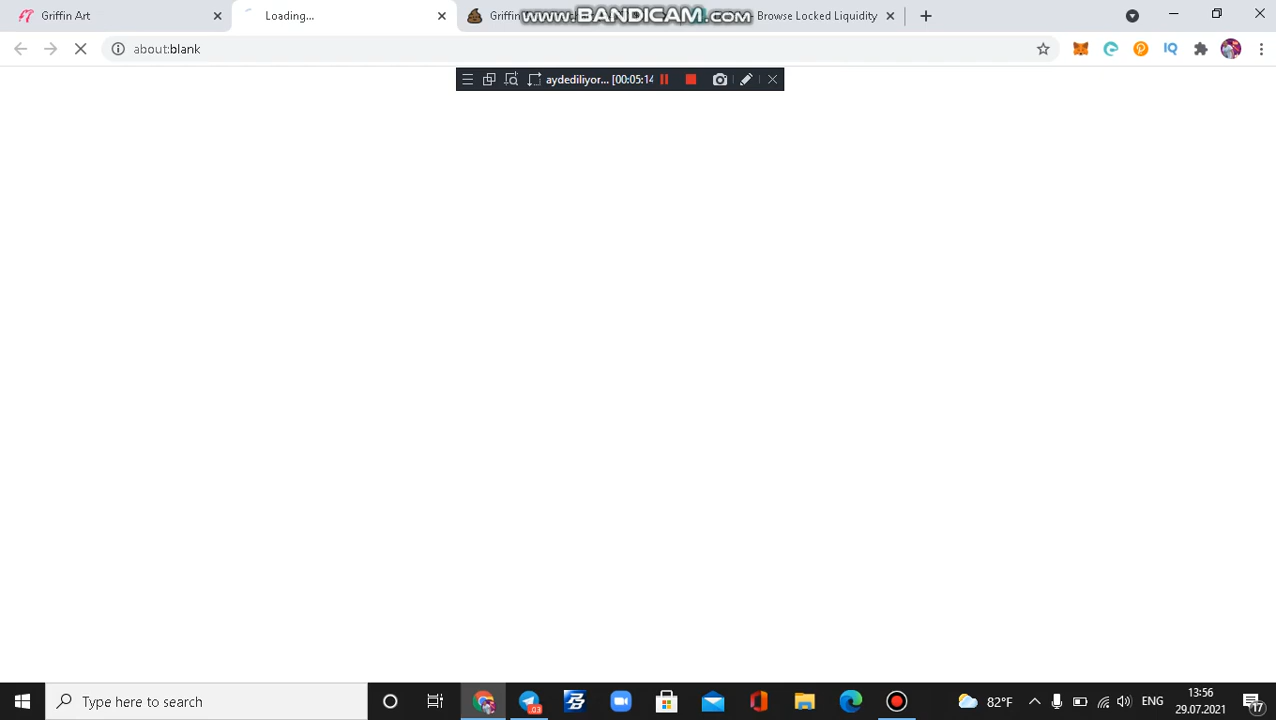 Griffin Art
Loading...
Griffin
WWW.BANDICAM.COM
Browse Locked Liquidity
about:blank
aydediliyor... [00:05:14
Type here to search
03
82°F
ENG
13:56
29.07.2021
17